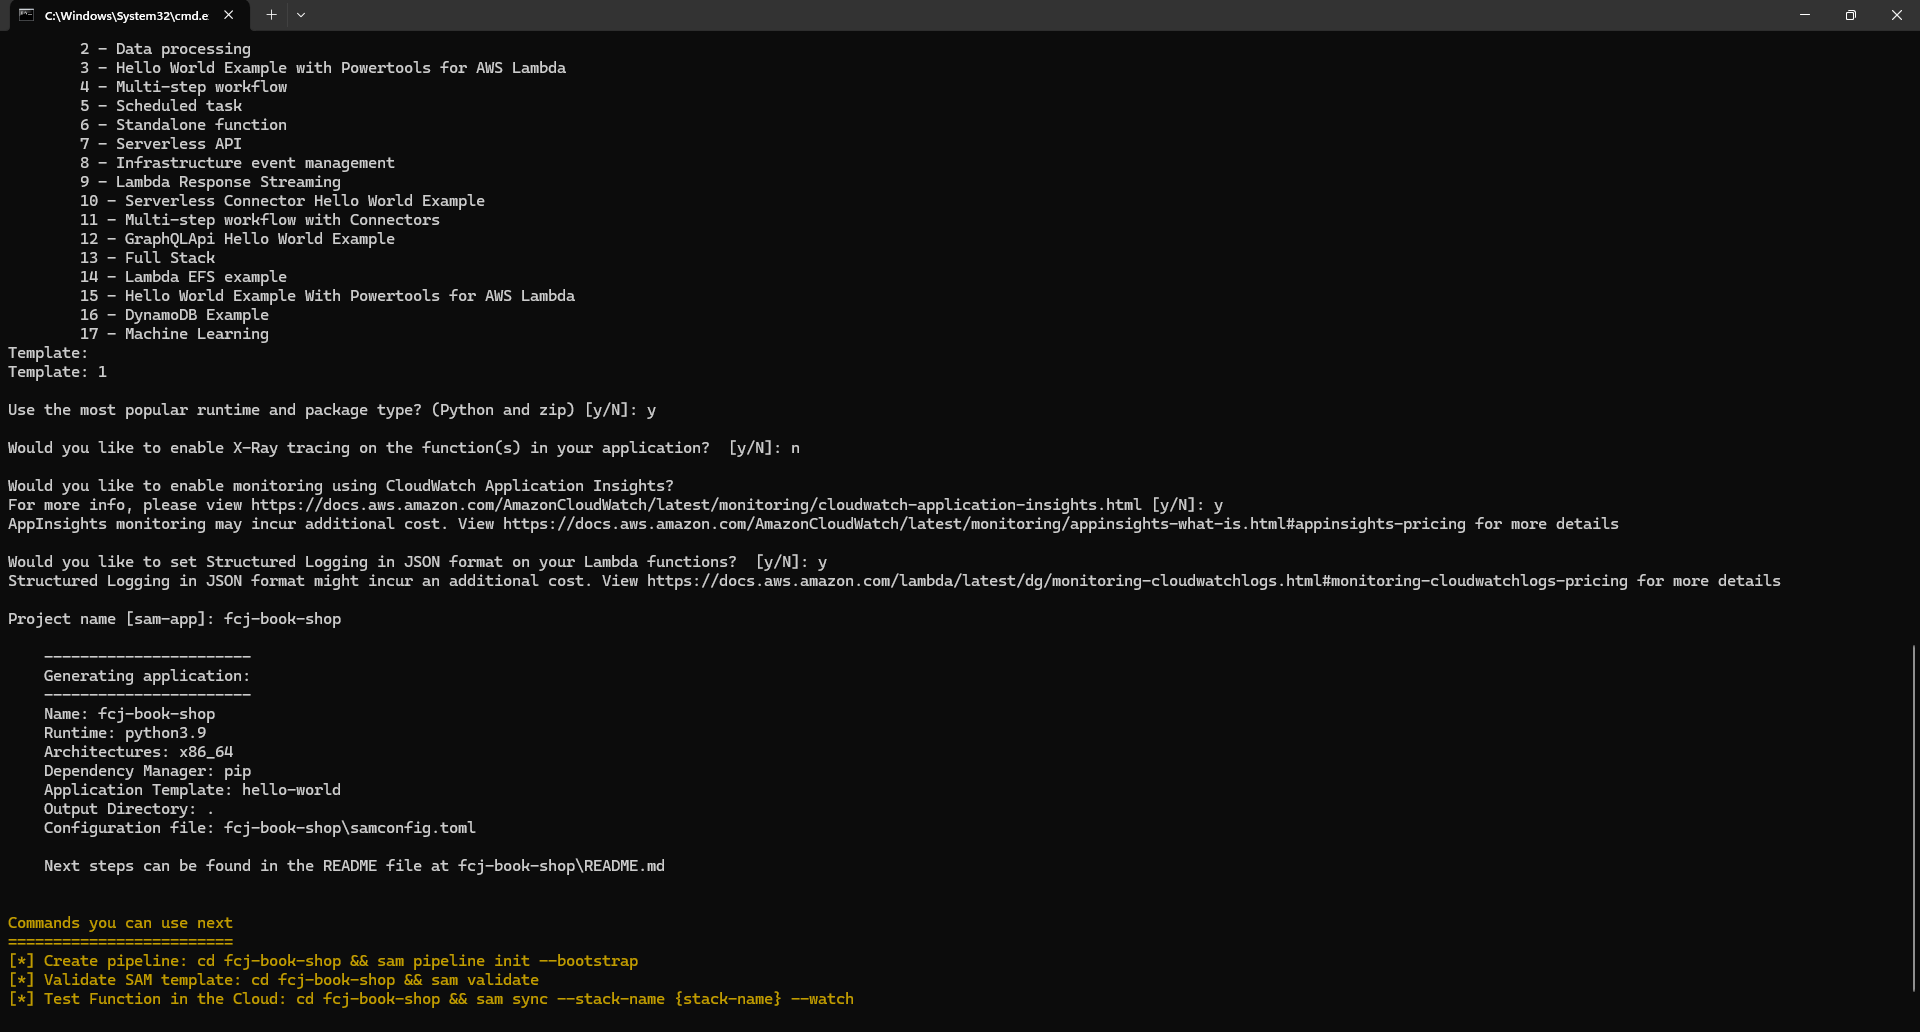 C:\Windows\System32\cmd.e
2 - Data processing
3 - Hello World Example with Powertools for AWS Lambda
4 - Multi-step workflow
5 - Scheduled task
6 - Standalone function
7 - Serverless API
8 - Infrastructure event management
9 - Lambda Response Streaming
10 - Serverless Connector Hello World Example
11 - Multi-step workflow with Connectors
12 - GraphQLApi Hello World Example
13 - Full Stack
14 - Lambda EFS example
15 - Hello World Example With Powertools for AWS Lambda
16 - DynamoDB Example
17 - Machine Learning
Template:
Template: 1
Use the most popular runtime and package type? (Python and zip) [y/N]: y
Would you like to enable X-Ray tracing on the function(s) in your application?  [y/N]: n
Would you like to enable monitoring using CloudWatch Application Insights?
For more info, please view https://docs.aws.amazon.com/AmazonCloudWatch/latest/monitoring/cloudwatch-application-insights.html [y/N]: y
AppInsights monitoring may incur additional cost. View https://docs.aws.amazon.com/AmazonCloudWatch/latest/monitoring/appinsights-what-is.html#appinsights-pricing for more details
Would you like to set Structured Logging in JSON format on your Lambda functions?  [y/N]: y
Structured Logging in JSON format might incur an additional cost. View https://docs.aws.amazon.com/lambda/latest/dg/monitoring-cloudwatchlogs.html#monitoring-cloudwatchlogs-pricing for more details
Project name [sam-app]: fcj-book-shop
-----------------------
Generating application:
-----------------------
Name: fcj-book-shop
Runtime: python3.9
Architectures: x86_64
Dependency Manager: pip
Application Template: hello-world
Output Directory: .
Configuration file: fcj-book-shop\samconfig.toml
Next steps can be found in the README file at fcj-book-shop\README.md
Commands you can use next
=========================
[*] Create pipeline: cd fcj-book-shop && sam pipeline init --bootstrap
[*] Validate SAM template: cd fcj-book-shop && sam validate
[*] Test Function in the Cloud: cd fcj-book-shop && sam sync --stack-name {stack-name} --watch